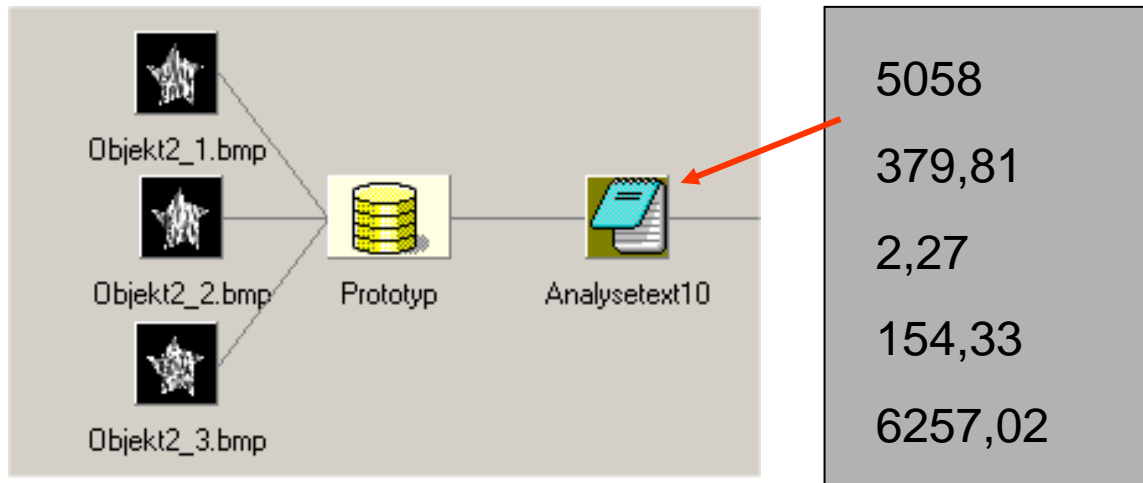 Objekt2_1.bmp
Objekt2_2.bmp
Prototyp
Analysetext10
Objekt2_3.bmp
5058
379,81
2,27
154,33
6257,02